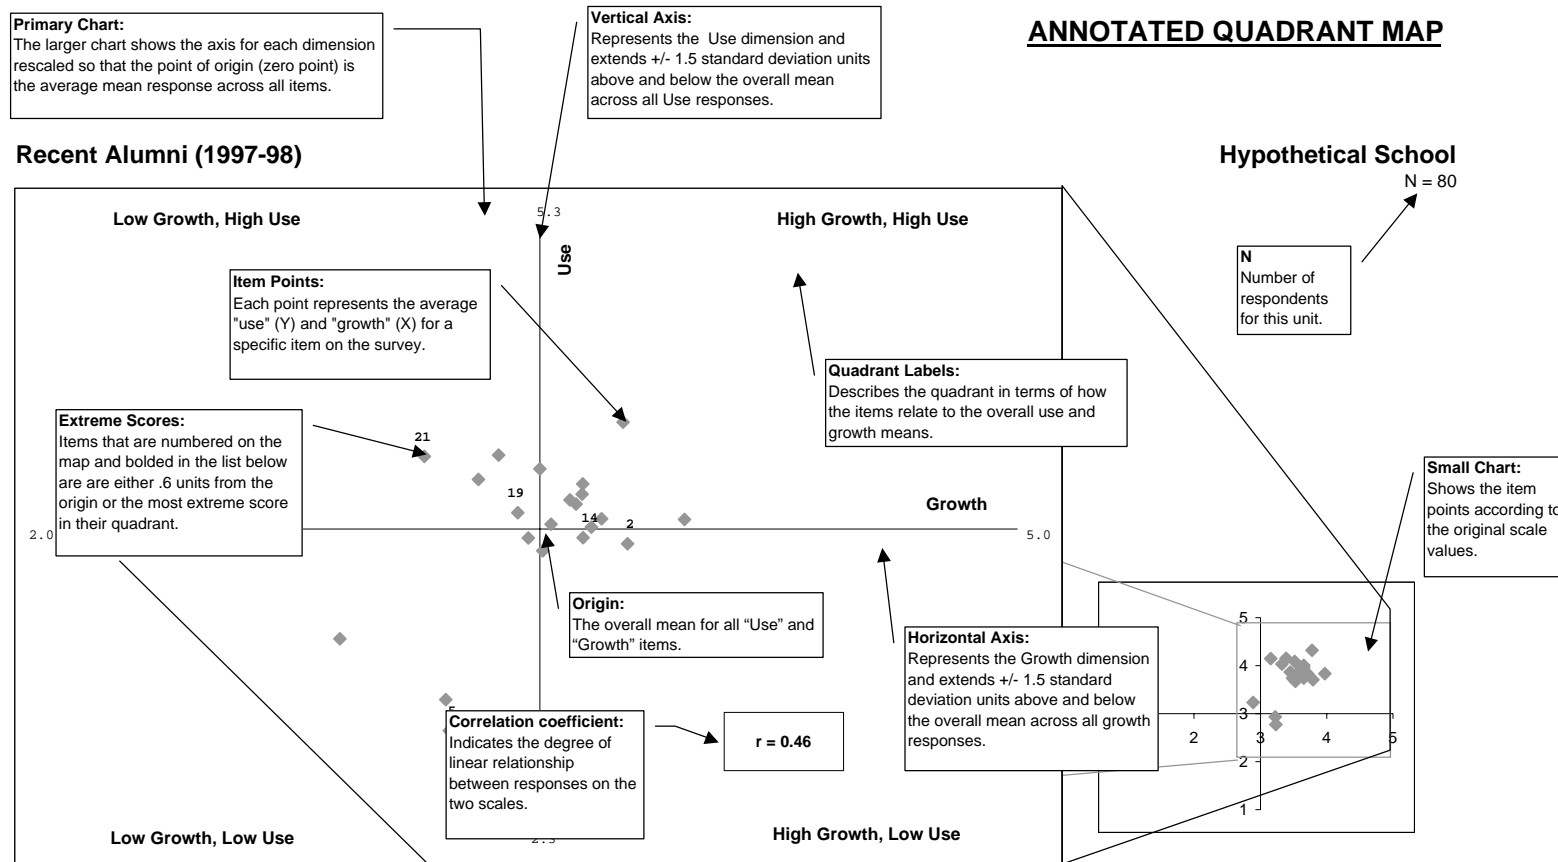 ANNOTATED QUADRANT MAP
Primary Chart:
The larger chart shows the axis for each dimension
rescaled so that the point of origin (zero point) is
the average mean response across all items.
Vertical Axis:
Represents the  Use dimension and
extends +/- 1.5 standard deviation units
above and below the overall mean
across all Use responses.
Recent Alumni (1997-98)
Hypothetical School
N = 80
Low Growth, High Use
5.3
Use
High Growth, High Use
N
Number of
respondents
for this unit.
Item Points:
Each point represents the average
"use" (Y) and "growth" (X) for a
specific item on the survey.
Quadrant Labels:
Describes the quadrant in terms of how
the items relate to the overall use and
growth means.
Extreme Scores:
Items that are numbered on the
map and bolded in the list below
are are either .6 units from the
origin or the most extreme score
in their quadrant.
21
19
14
2
Growth
2.0
5.0
Small Chart:
Shows the item
points according to
the original scale
values.
Origin:
The overall mean for all “Use” and
“Growth” items.
Horizontal Axis:
Represents the Growth dimension
and extends +/- 1.5 standard
deviation units above and below
the overall mean across all growth
responses.
5
4
3
2
1
2
3
4
5
Correlation coefficient:
Indicates the degree of
linear relationship
between responses on the
two scales.
r = 0.46
Low Growth, Low Use
High Growth, Low Use